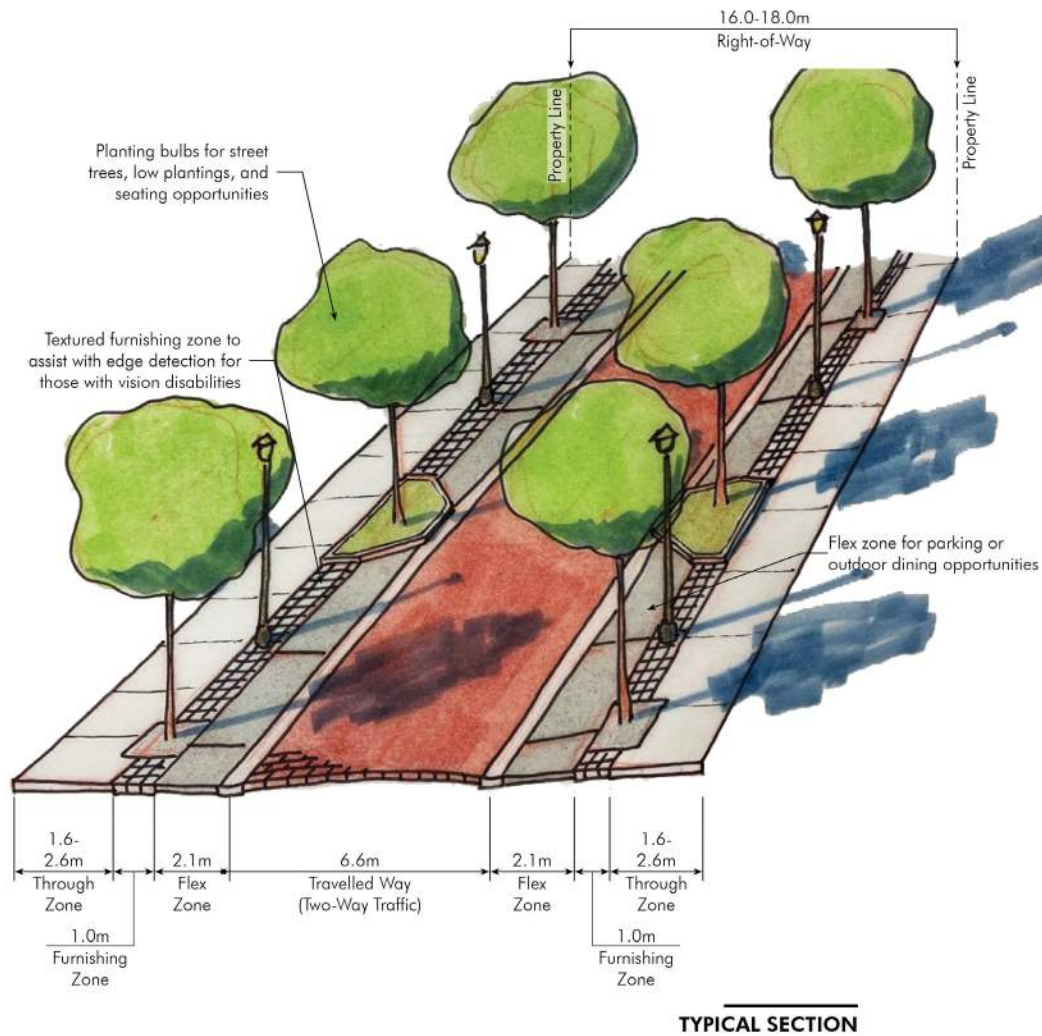 16.0-18.0m
Right-of-Way
Property Line
Property Line
Planting bulbs for street
trees, low plantings, and
seating opportunities
Textured furnishing zone to
assist with edge detection for
those with vision disabilities
Flex zone for parking or
outdoor dining opportunities
1.6-
2.6m
Through
Zone
1.0m
Furnishing
Zone
2.1m
Flex
Zone
6.6m
Travelled Way
(Two-Way Traffic)
2.1m
Flex
Zone
1.0m
Furnishing
Zone
1.6-
2.6m
Through
Zone
TYPICAL SECTION